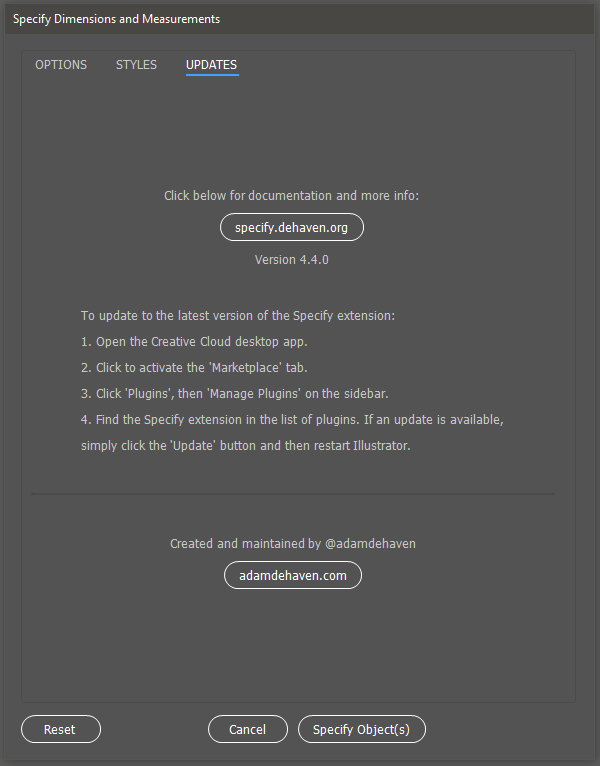 Specify Dimensions and Measurements
OPTIONS STYLES UPDATES
Click below for documentation and more info:
specify.dehaven.org
Version 4.4.0
To update to the latest version of the Specify extension:
1. Open the Creative Cloud desktop app.
2. Click to activate the 'Marketplace' tab.
3. Click 'Plugins', then 'Manage Plugins' on the sidebar.
4. Find the Specify extension in the list of plugins. If an update is available,
simply click the 'Update' button and then restart Illustrator.
Created and maintained by @adamdehaven
adamdehaven.com
Reset Cancel Specify Object(s)